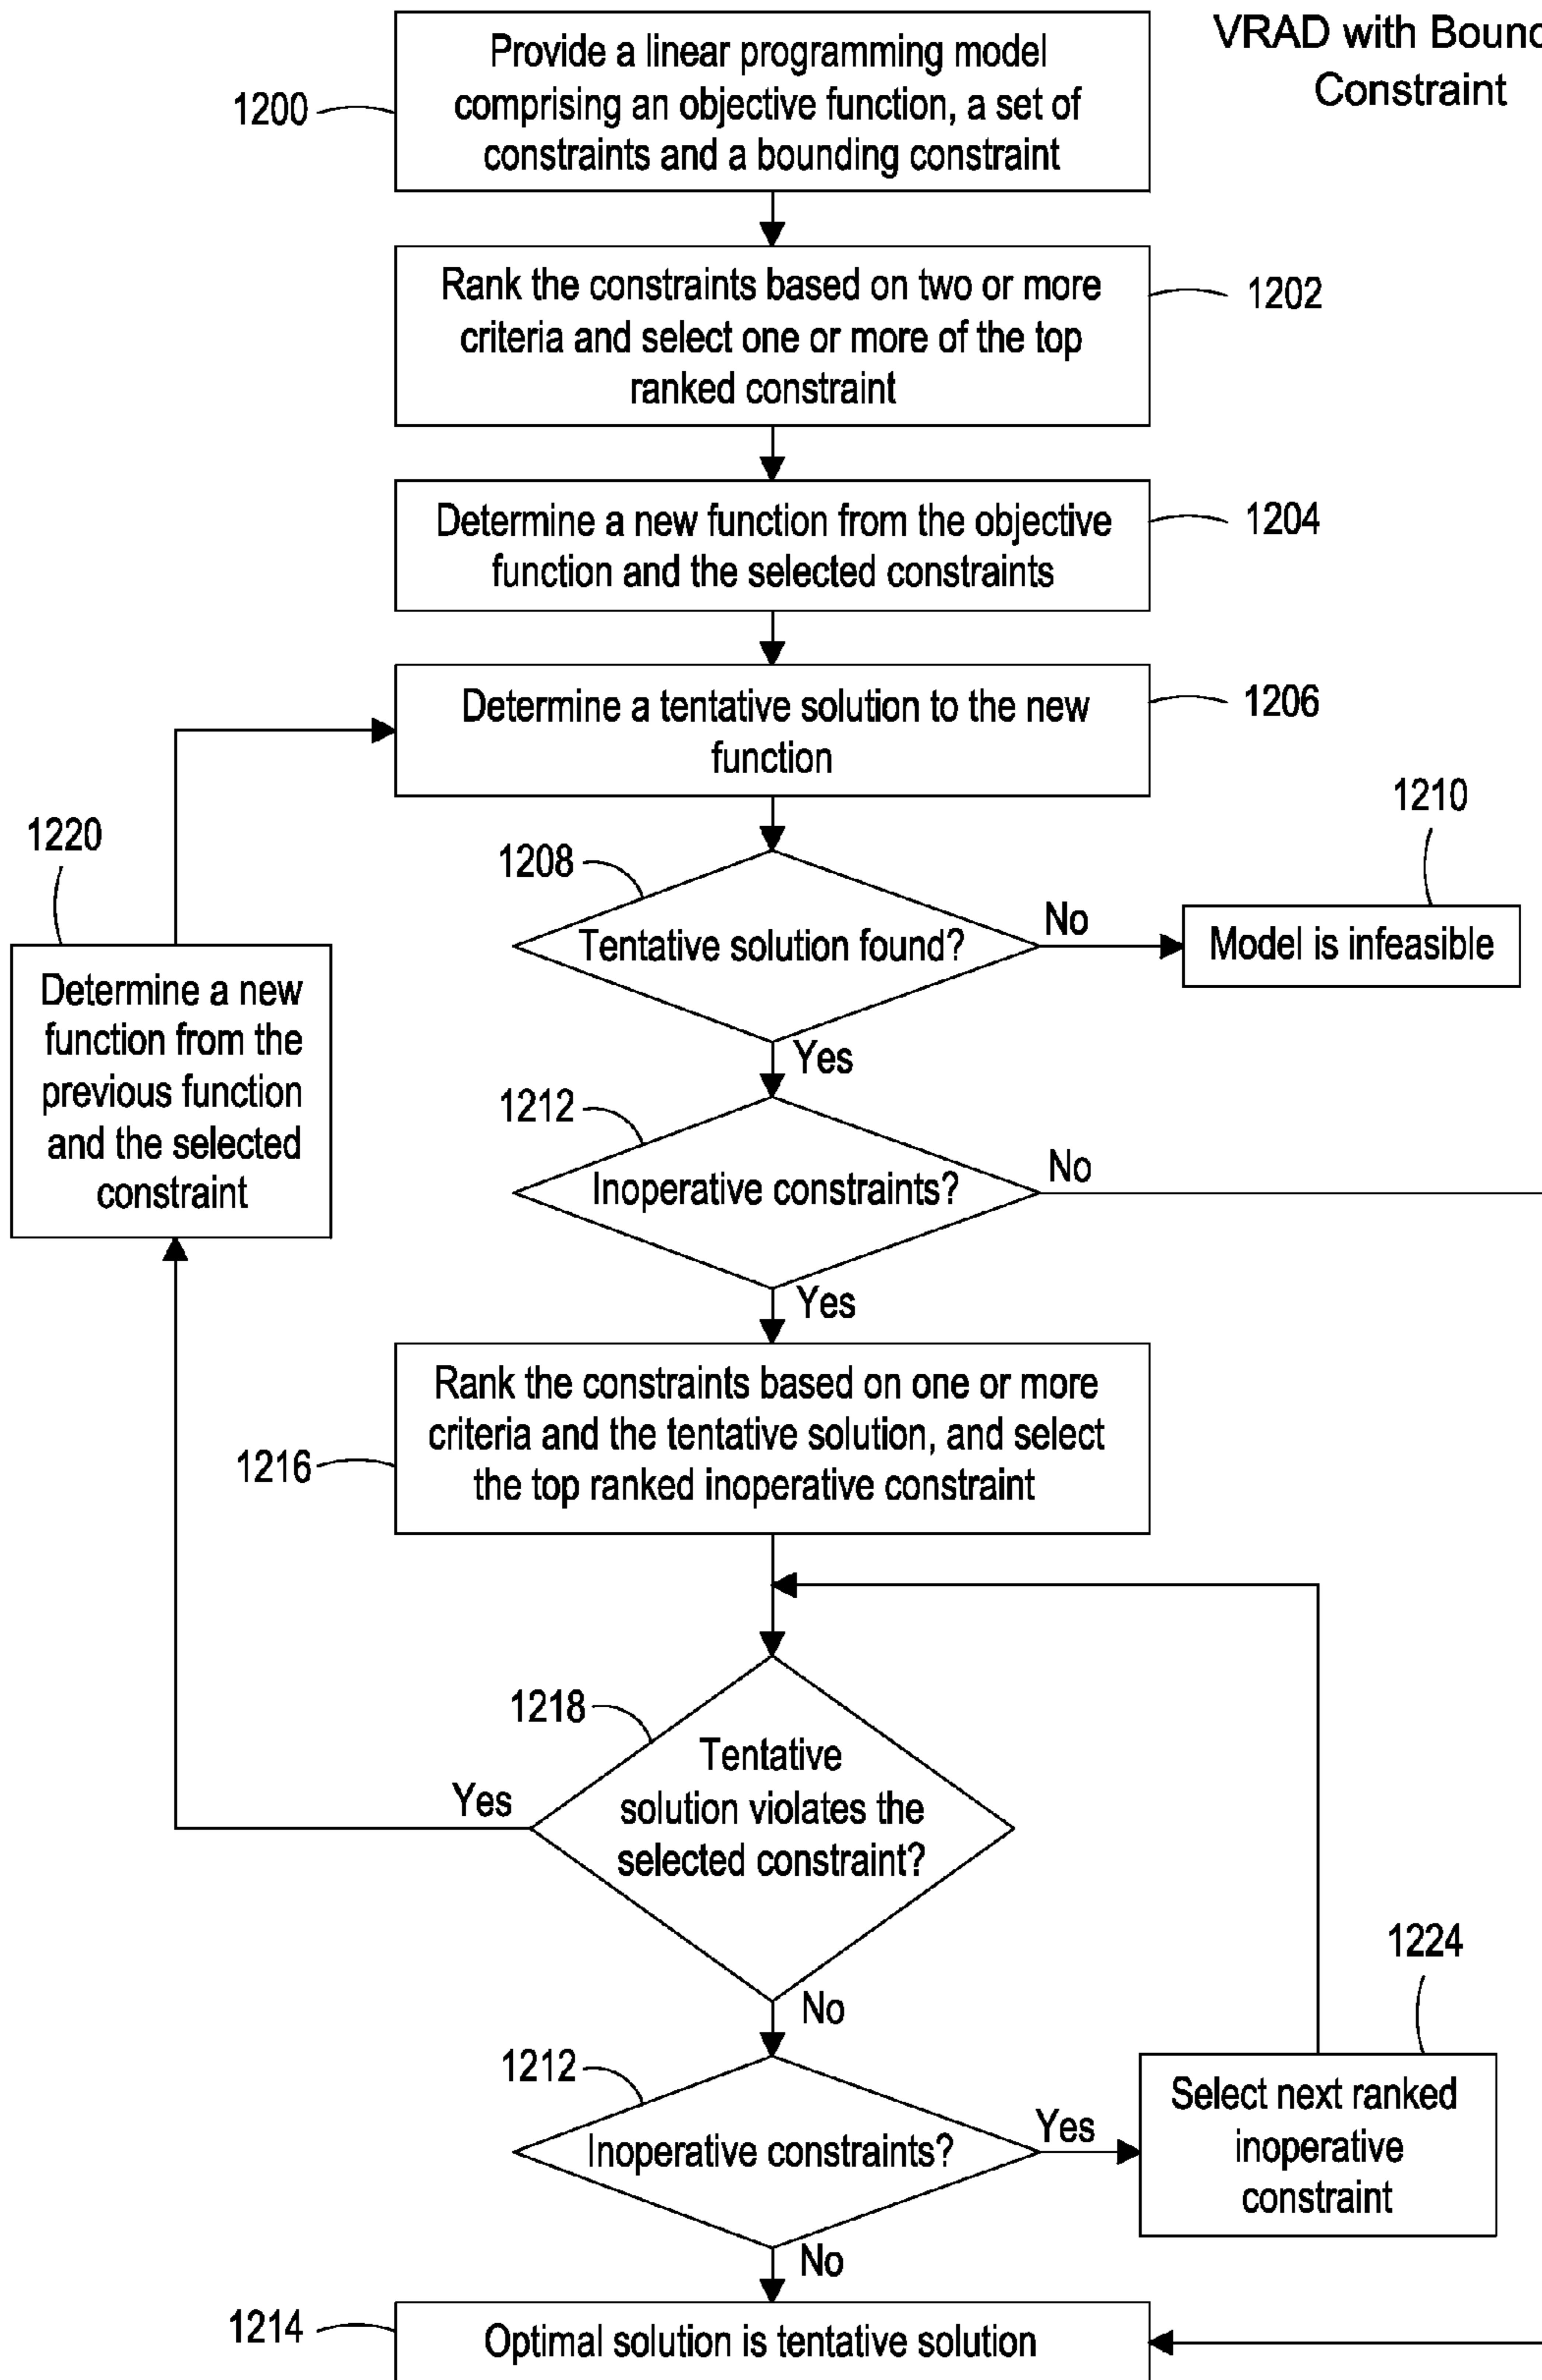 VRAD with Bound
Constraint
Provide a linear programming model
comprising an objective function, a set of
constraints and a bounding constraint
1200
Rank the constraints based on two or more
criteria and select one or more of the top
ranked constraint
1202
Determine a new function from the objective
function and the selected constraints
1204
Determine a tentative solution to the new
function
1206
1208
Tentative solution found?
No
1210
Model is infeasible
1220
Determine a new
function from the
previous function
and the selected
constraint
Yes
1212
Inoperative constraints?
No
Yes
Rank the constraints based on one or more
criteria and the tentative solution, and select
the top ranked inoperative constraint
1216
1218
Tentative
solution violates the
selected constraint?
Yes
No
1212
Inoperative constraints?
Yes
1224
Select next ranked
inoperative
constraint
No
1214
Optimal solution is tentative solution